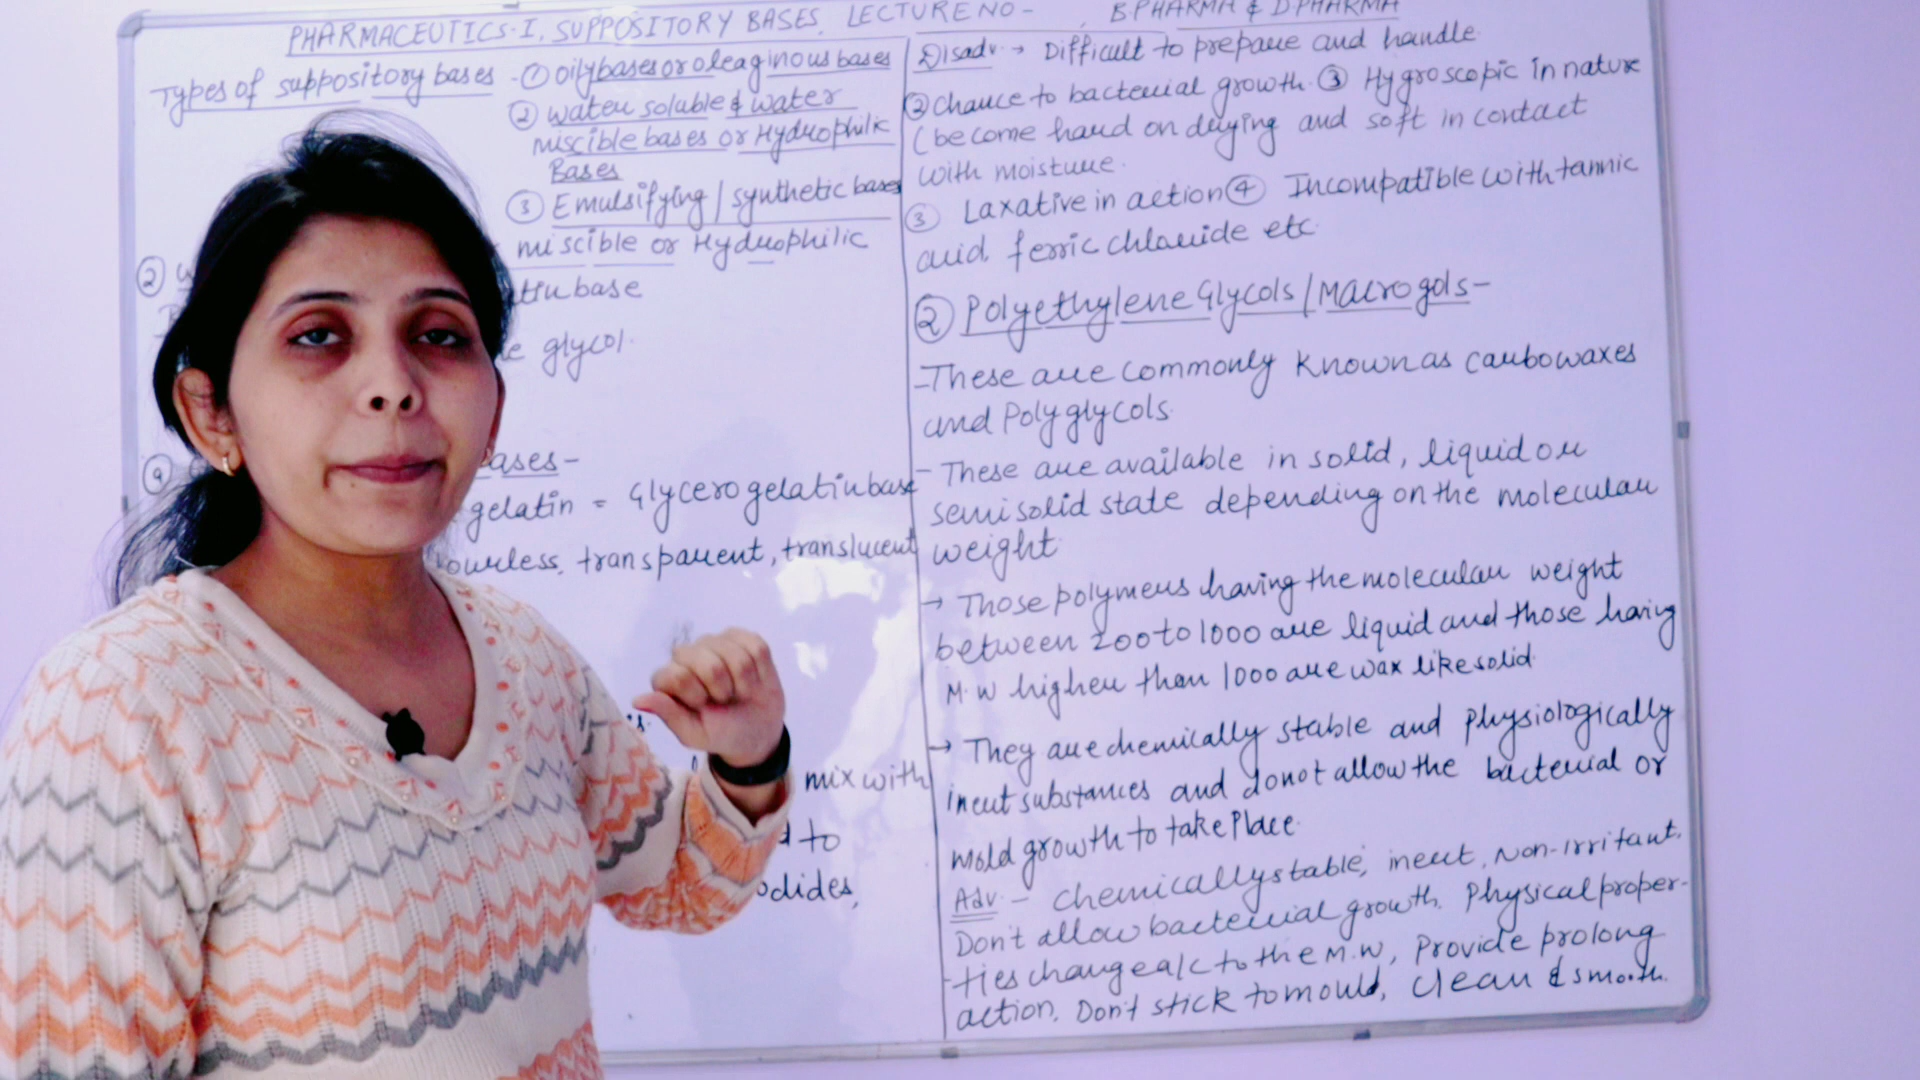 PHARMACEUTICS-I, SUPPOSITORY BASES, LECTURE NO - , B.PHARMA & D.PHARMA
Types of suppository bases - ① oilybases or oleaginous bases
② water soluble & water
miscible bases or Hydrophilic
Bases
③ Emulsifying / synthetic bases
② miscible or Hydrophilic
base
glycol.
ases -
gelatin = Glycerogelatin base
ourless, transparent, translucent
mix with
to
odides,
Disadv. → Difficult to prepare and handle
② chance to bacterial growth. ③ Hygroscopic in nature
(become hard on drying and soft in contact
with moisture.
③ Laxative in action ④ Incompatible with tannic
acid ferric chloride etc.
② Polyethylene Glycols / Macrogols -
- These are commonly known as carbowaxes
and Polyglycols.
- These are available in solid, liquid or
semisolid state depending on the molecular
weight.
→ Those polymers having the molecular weight
between 200 to 1000 are liquid and those having
M.W higher than 1000 are wax like solid.
→ They are chemically stable and physiologically
inert substances and donot allow the bacterial or
mold growth to take Place.
Adv. - Chemically stable, inert, Non-irritant.
Don't allow bacterial growth. Physical proper-
- ties change a/c to the M.W, Provide prolong
action. Don't stick to mould, clean & smooth.